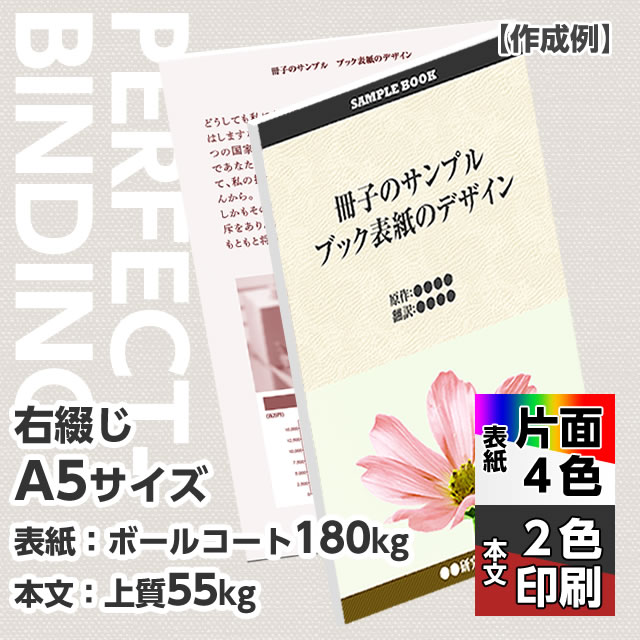 PERFECT-
BINDING
【作成例】
冊子のサンプル ブック表紙のデザイン
どうしても私に
はします
つの国家
であなた
て、私の
んから。
しかもその
斥をあり
もともと将
SAMPLE BOOK
冊子のサンプル
ブック表紙のデザイン
原作:●●●●
翻訳:●●●●
右綴じ
A5サイズ
表紙:ボールコート180kg
本文:上質55kg
表紙
片面
4色
本文
2色
印刷